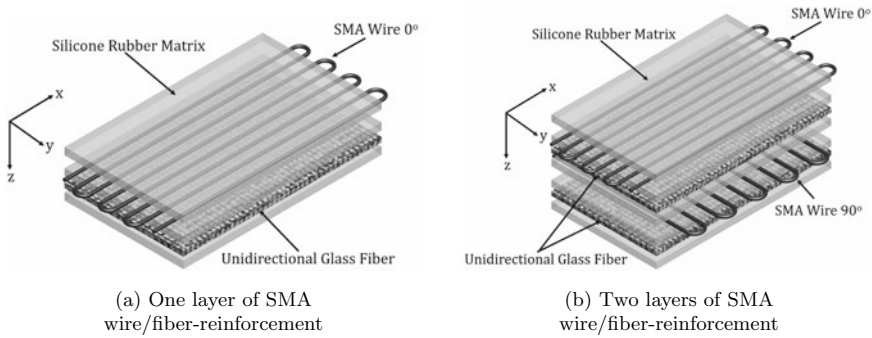 Silicone Rubber Matrix
SMA Wire 0°
x
y
z
Unidirectional Glass Fiber
(a) One layer of SMA
wire/fiber-reinforcement
Silicone Rubber Matrix
SMA Wire 0°
x
y
z
SMA Wire 90°
Unidirectional Glass Fiber
(b) Two layers of SMA
wire/fiber-reinforcement